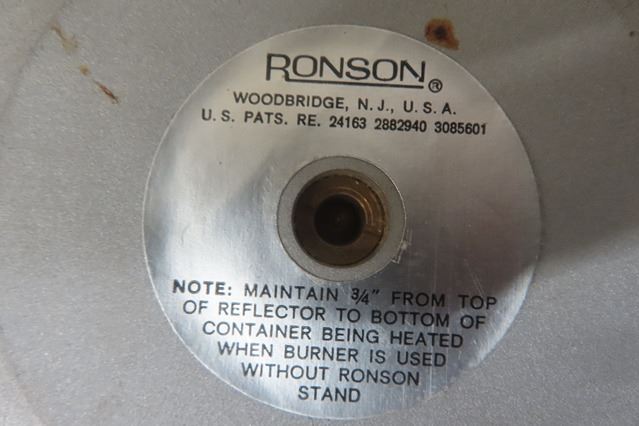 RONSON®
WOODBRIDGE, N.J., U.S.A.
U.S. PATS. RE. 24163 2882940 3085601
NOTE: MAINTAIN 3/4" FROM TOP
OF REFLECTOR TO BOTTOM OF
CONTAINER BEING HEATED
WHEN BURNER IS USED
WITHOUT RONSON
STAND